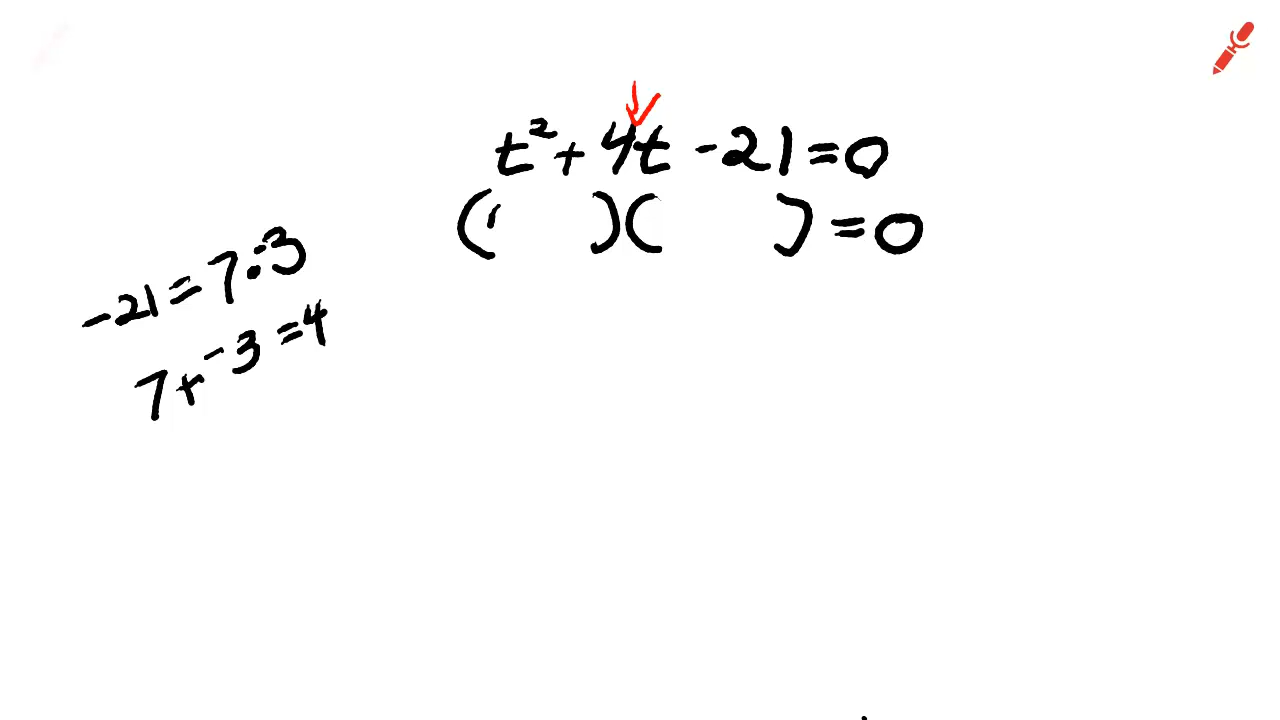 t² + 4t - 21 = 0
( )( ) = 0
-21 = 7 · -3
7 + -3 = 4